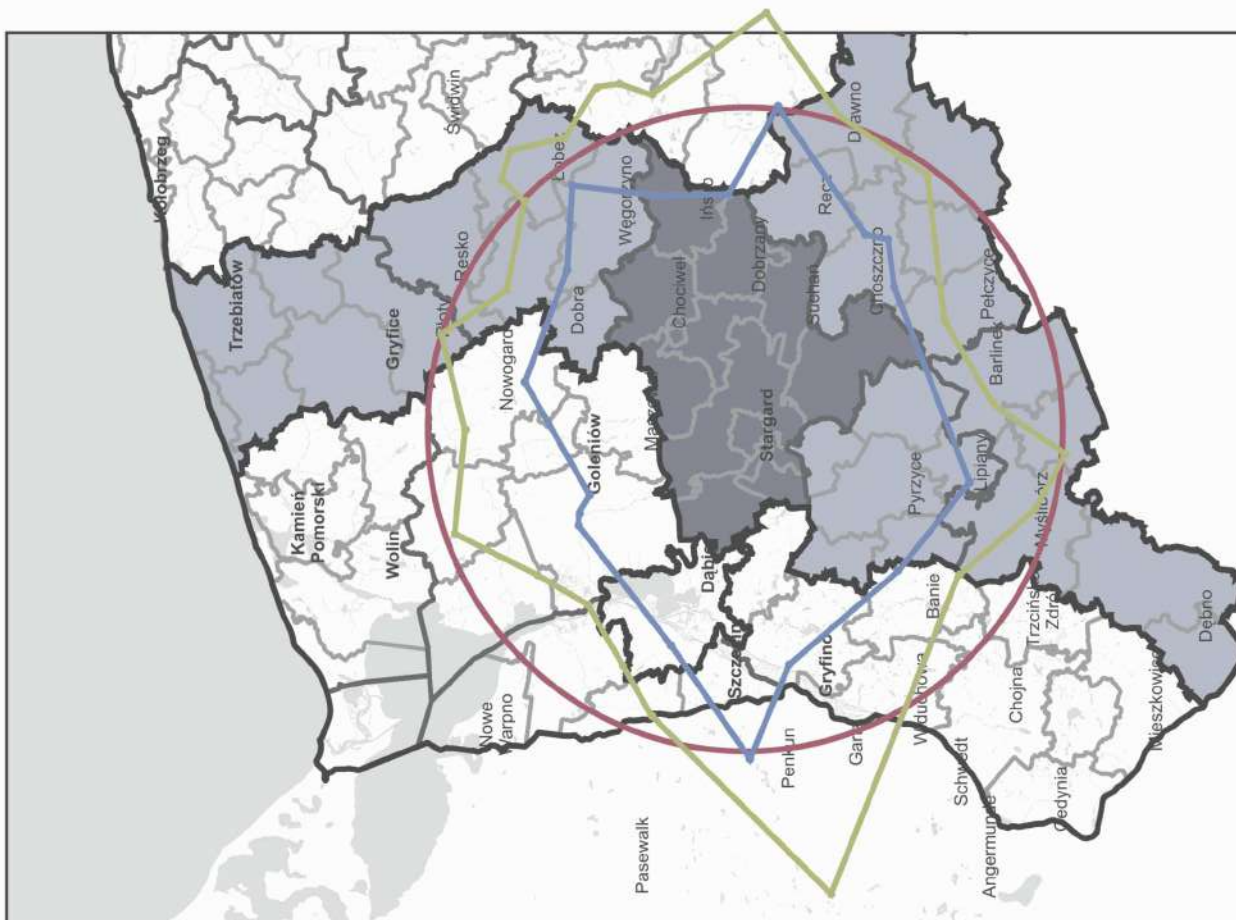 Kołobrzeg
Świdwin
Trzebiatów
Resko
Gryfice
Łobez
Węgorzyno
Kamień
Pomorski
Wolin
Nowogard
Dobra
Ińsko
Chociwel
Dobrzany
Recz
Drawno
Goleniów
Suchań
Choszczno
Nowe
Warpno
Stargard
Pełczyce
Barlinek
Dąbie
Szczecin
Pyrzyce
Lipiany
Myślibórz
Gryfino
Banie
Penkun
Widuchowa
Chojna
Dębno
Pasewalk
Schwedt
Mieszkowice
Angermünde
Cedynia